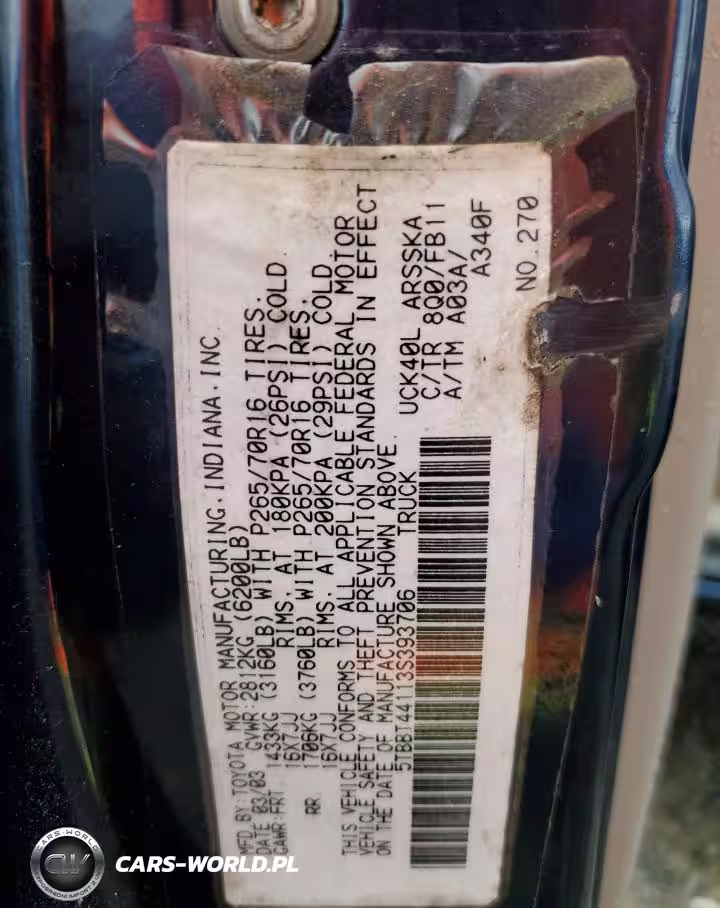 MFD.BY:TOYOTA MOTOR MANUFACTURING.INDIANA.INC
DATE 03/03 GVWR:2812KG (6200LB)
GAWR:FRT 1433KG (3160LB) WITH P265/70R16 TIRES.
16X7JJ RIMS. AT 180KPA (26PSI) COLD.
RR 1706KG (3760LB) WITH P265/70R16 TIRES.
16X7JJ RIMS. AT 200KPA (29PSI) COLD.
THIS VEHICLE CONFORMS TO ALL APPLICABLE FEDERAL MOTOR
VEHICLE SAFETY AND THEFT PREVENTION STANDARDS IN EFFECT
ON THE DATE OF MANUFACTURE SHOWN ABOVE.
5TBBT44113S393706 TRUCK
UCK40L ARSSKA
C/TR 8Q0/FB11
A/TM A03A/
A340F
NO.270
CW
CARS-WORLD.PL
CARS-WORLD